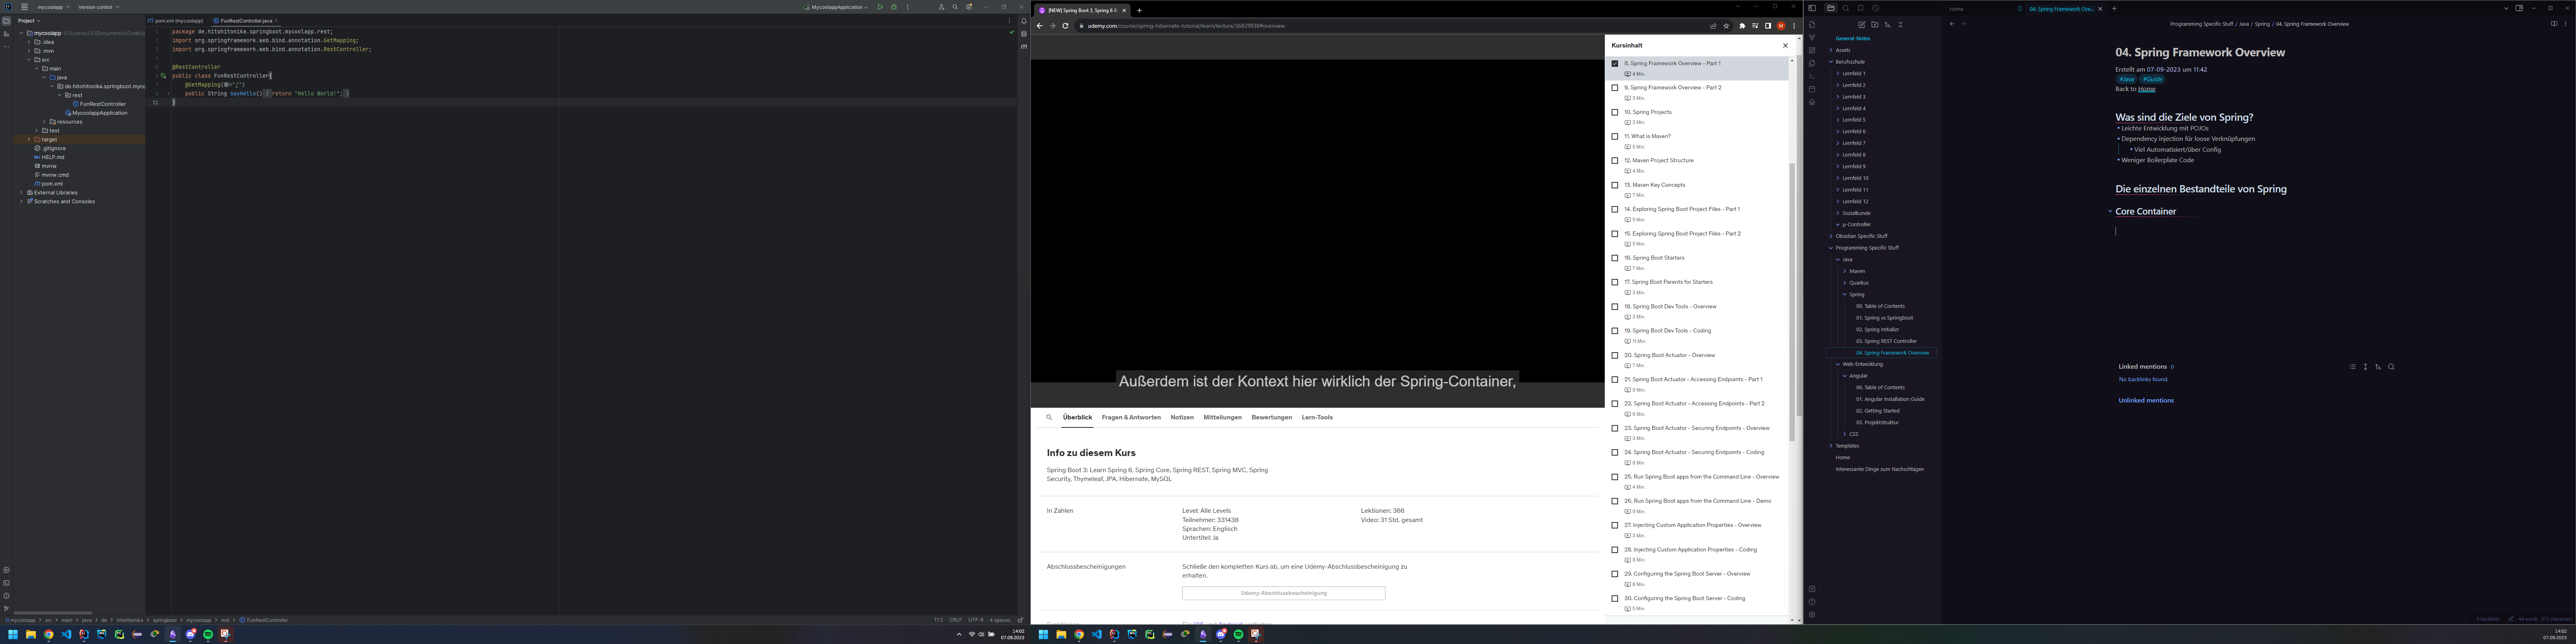 mycoolapp
Version control
MycoolappApplication
Project
mycoolapp
.idea
.mvn
src
main
java
de.hitohitonika.springboot.myco
rest
FunRestController
MycoolappApplication
resources
test
target
.gitignore
HELP.md
mvnw
mvnw.cmd
pom.xml
External Libraries
Scratches and Consoles
pom.xml (mycoolapp)
FunRestController.java
package de.hitohitonika.springboot.mycoolapp.rest;
import org.springframework.web.bind.annotation.GetMapping;
import org.springframework.web.bind.annotation.RestController;
@RestController
public class FunRestController{
@GetMapping("/")
public String sayHello() { return "Hello World!"; }
}
mycoolapp > src > main > java > de > hitohitonika > springboot > mycoolapp > rest > FunRestController
11:2 CRLF UTF-8 4 spaces
14:02
07.09.2023
[NEW] Spring Boot 3, Spring 6 &
udemy.com/course/spring-hibernate-tutorial/learn/lecture/36829938#overview
Außerdem ist der Kontext hier wirklich der Spring-Container,
Überblick
Fragen & Antworten
Notizen
Mitteilungen
Bewertungen
Lern-Tools
Info zu diesem Kurs
Spring Boot 3: Learn Spring 6, Spring Core, Spring REST, Spring MVC, Spring
Security, Thymeleaf, JPA, Hibernate, MySQL
In Zahlen
Level: Alle Levels
Teilnehmer: 331438
Sprachen: Englisch
Untertitel: Ja
Lektionen: 366
Video: 31 Std. gesamt
Abschlussbescheinigungen
Schließe den kompletten Kurs ab, um eine Udemy-Abschlussbescheinigung zu
erhalten.
Udemy-Abschlussbescheinigung
Kursinhalt
8. Spring Framework Overview - Part 1
4 Min.
9. Spring Framework Overview - Part 2
3 Min.
10. Spring Projects
2 Min.
11. What is Maven?
5 Min.
12. Maven Project Structure
4 Min.
13. Maven Key Concepts
7 Min.
14. Exploring Spring Boot Project Files - Part 1
5 Min.
15. Exploring Spring Boot Project Files - Part 2
5 Min.
16. Spring Boot Starters
7 Min.
17. Spring Boot Parents for Starters
3 Min.
18. Spring Boot Dev Tools - Overview
3 Min.
19. Spring Boot Dev Tools - Coding
11 Min.
20. Spring Boot Actuator - Overview
7 Min.
21. Spring Boot Actuator - Accessing Endpoints - Part 1
8 Min.
22. Spring Boot Actuator - Accessing Endpoints - Part 2
6 Min.
23. Spring Boot Actuator - Securing Endpoints - Overview
3 Min.
24. Spring Boot Actuator - Securing Endpoints - Coding
8 Min.
25. Run Spring Boot apps from the Command Line - Overview
4 Min.
26. Run Spring Boot apps from the Command Line - Demo
9 Min.
27. Injecting Custom Application Properties - Overview
3 Min.
28. Injecting Custom Application Properties - Coding
8 Min.
29. Configuring the Spring Boot Server - Overview
6 Min.
30. Configuring the Spring Boot Server - Coding
5 Min.
General-Notes
Assets
Berufsschule
Lernfeld 1
Lernfeld 2
Lernfeld 3
Lernfeld 4
Lernfeld 5
Lernfeld 6
Lernfeld 7
Lernfeld 8
Lernfeld 9
Lernfeld 10
Lernfeld 11
Lernfeld 12
Sozialkunde
µ-Controller
Obsidian Specific Stuff
Programming Specific Stuff
Java
Maven
Quarkus
Spring
00. Table of Contents
01. Spring vs Springboot
02. Spring Initializr
03. Spring REST Controller
04. Spring Framework Overview
Web-Entwicklung
Angular
00. Table of Contents
01. Angular Installation Guide
02. Getting Started
03. Projektstruktur
CSS
Templates
Home
Interessante Dinge zum Nachschlagen
Home
04. Spring Framework Ove...
Programming Specific Stuff / Java / Spring / 04. Spring Framework Overview
04. Spring Framework Overview
Erstellt am 07-09-2023 um 11:42
#Java #Guide
Back to Home
Was sind die Ziele von Spring?
• Leichte Entwicklung mit POJOs
• Dependency injection für loose Verknüpfungen
• Viel Automatisiert/über Config
• Weniger Boilerplate Code
Die einzelnen Bestandteile von Spring
Core Container
Linked mentions 0
No backlinks found.
Unlinked mentions
0 backlinks
14:02
07.09.2023